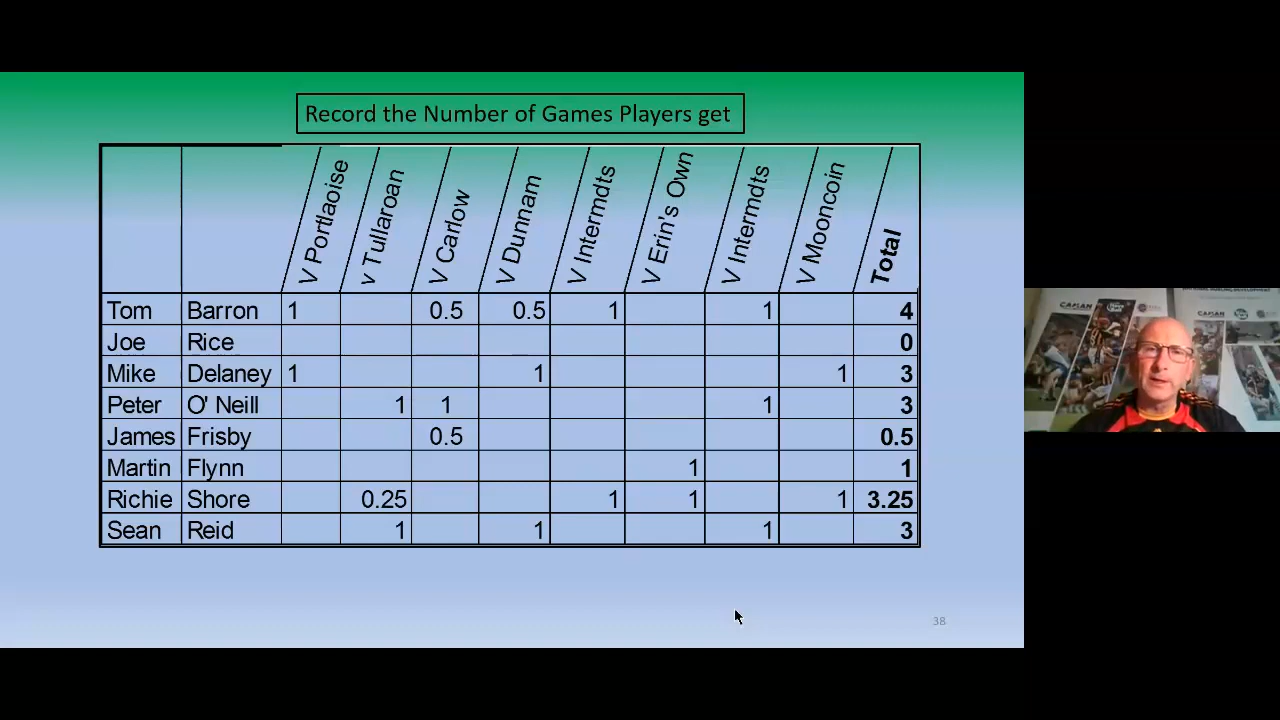 Record the Number of Games Players get
V Portlaoise v Tullaroan V Carlow V Dunnam V Intermdts V Erin's Own V Intermdts V Mooncoin Total
Tom Barron 1 0.5 0.5 1 1 4
Joe Rice 0
Mike Delaney 1 1 1 3
Peter O' Neill 1 1 1 3
James Frisby 0.5 0.5
Martin Flynn 1 1
Richie Shore 0.25 1 1 1 3.25
Sean Reid 1 1 1 3
38